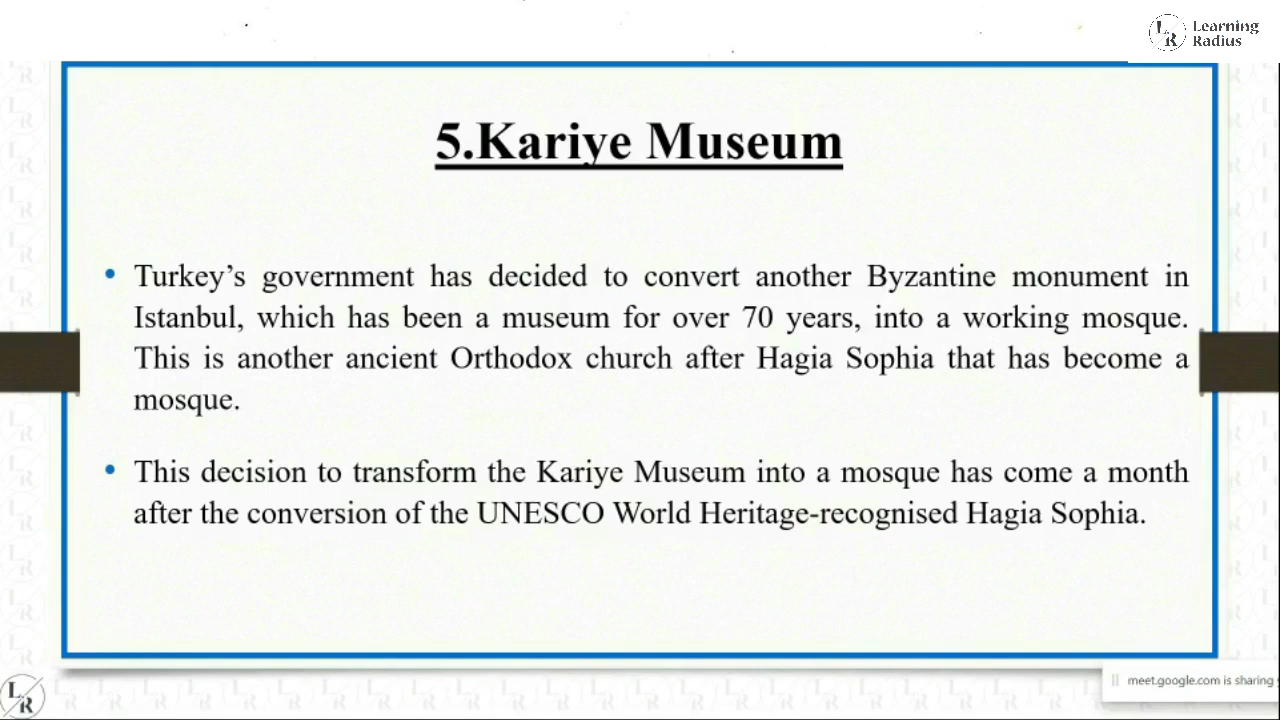 Learning
Radius
5.Kariye Museum
• Turkey’s government has decided to convert another Byzantine monument in
Istanbul, which has been a museum for over 70 years, into a working mosque.
This is another ancient Orthodox church after Hagia Sophia that has become a
mosque.
• This decision to transform the Kariye Museum into a mosque has come a month
after the conversion of the UNESCO World Heritage-recognised Hagia Sophia.
LR
meet.google.com is sharing